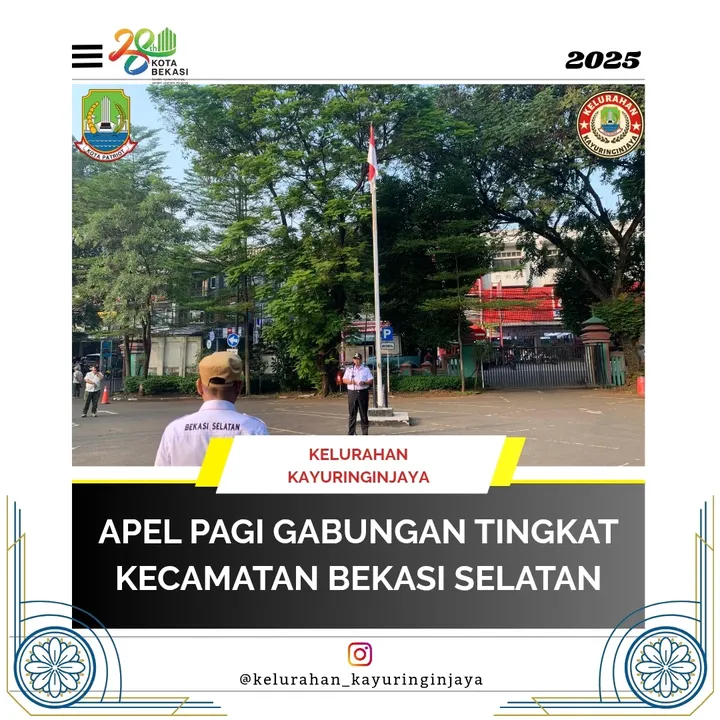 28th
KOTA
BEKASI
2025
KOTA PATRIOT
KELURAHAN
KAYURINGINJAYA
P
BEKASI SELATAN
KELURAHAN
KAYURINGINJAYA
APEL PAGI GABUNGAN TINGKAT
KECAMATAN BEKASI SELATAN
@kelurahan_kayuringinjaya